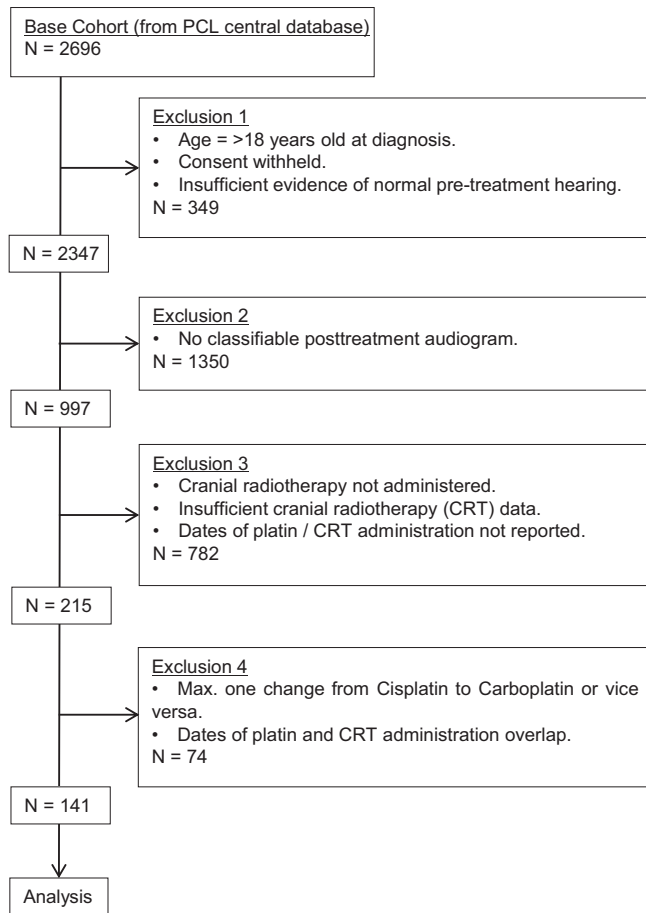 Base Cohort (from PCL central database)
N = 2696
Exclusion 1
• Age = >18 years old at diagnosis.
• Consent withheld.
• Insufficient evidence of normal pre-treatment hearing.
N = 349
N = 2347
Exclusion 2
• No classifiable posttreatment audiogram.
N = 1350
N = 997
Exclusion 3
• Cranial radiotherapy not administered.
• Insufficient cranial radiotherapy (CRT) data.
• Dates of platin / CRT administration not reported.
N = 782
N = 215
Exclusion 4
• Max. one change from Cisplatin to Carboplatin or vice
versa.
• Dates of platin and CRT administration overlap.
N = 74
N = 141
Analysis